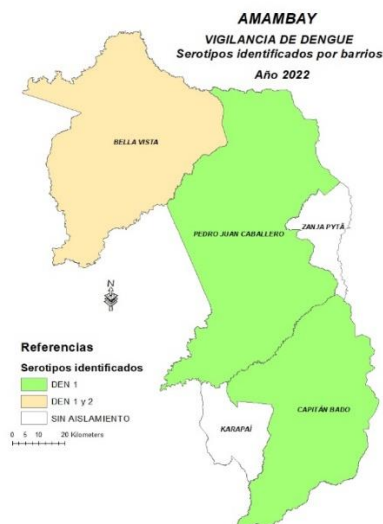 AMAMBAY
VIGILANCIA DE DENGUE
Serotipos identificados por barrios
Año 2022
BELLA VISTA
PEDRO JUAN CABALLERO
ZANJA PYTÃ
N
Referencias
Serotipos identificados
DEN 1
DEN 1 y 2
SIN AISLAMIENTO
0 5 10 20 Kilometers
KARAPAÍ
CAPITÁN BADO